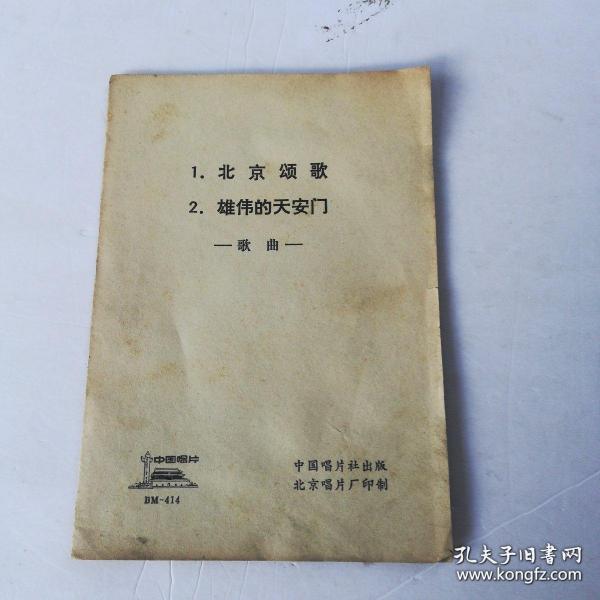 1. 北京颂歌
2. 雄伟的天安门
—歌曲—
中国唱片
BM-414
中国唱片社出版
北京唱片厂印制
孔夫子旧书网
www.kongfz.com